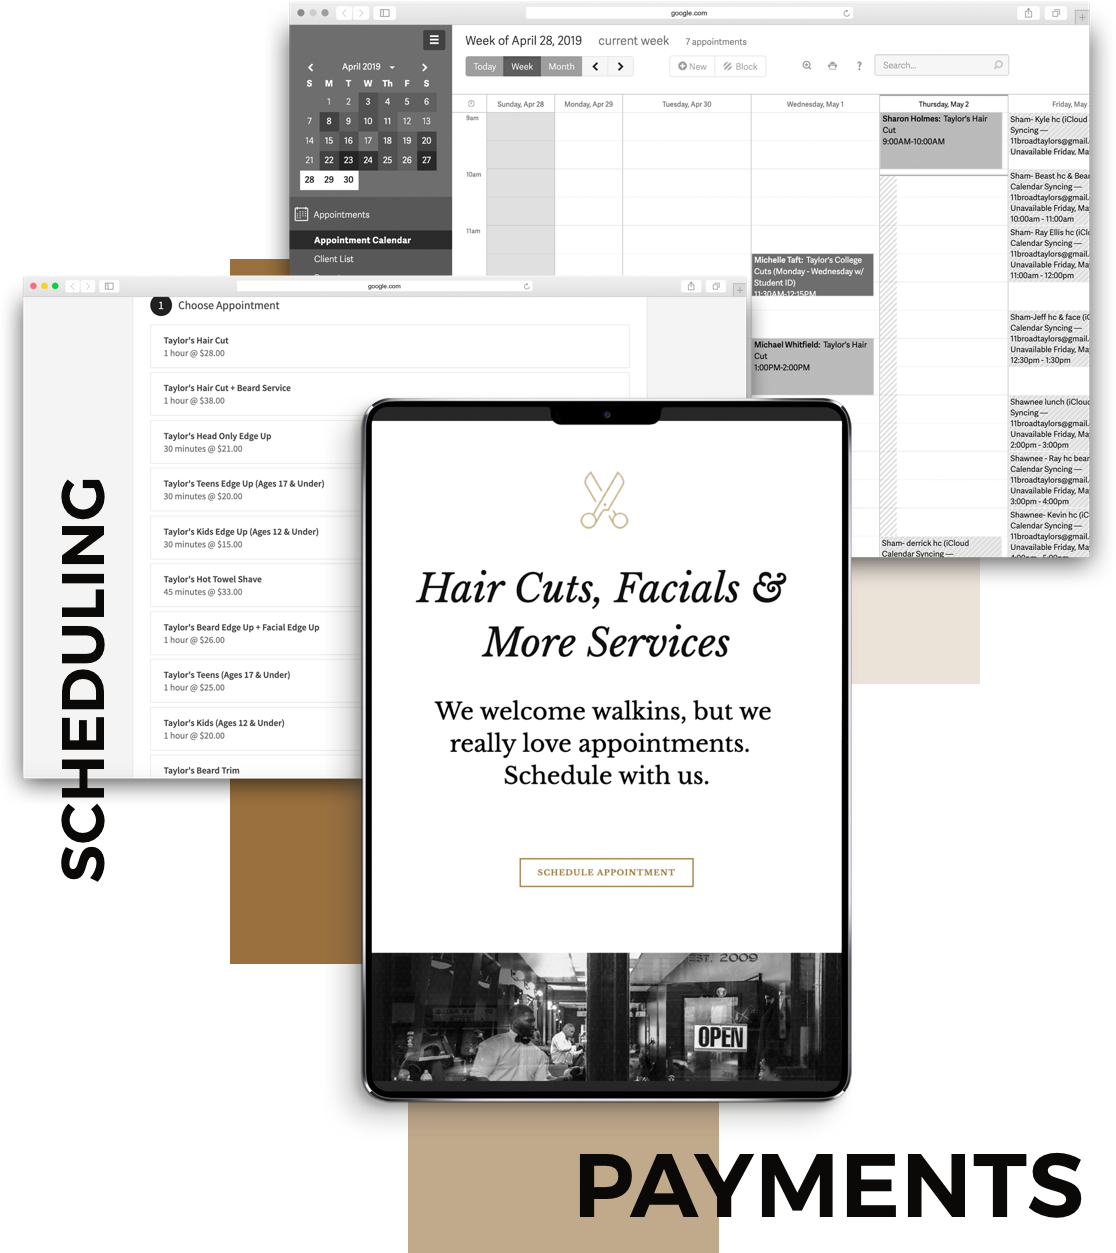 google.com
Week of April 28, 2019 current week 7 appointments
Today Week Month New Block ? Search...
April 2019
S M T W Th F S
1 2 3 4 5 6
7 8 9 10 11 12 13
14 15 16 17 18 19 20
21 22 23 24 25 26 27
28 29 30
Appointments
Appointment Calendar
Client List
Sunday, Apr 28 Monday, Apr 29 Tuesday, Apr 30 Wednesday, May 1 Thursday, May 2 Friday, May
9am
10am
11am
Michelle Taft: Taylor's College
Cuts (Monday - Wednesday w/
Student ID)
11:30AM-12:15PM
Michael Whitfield: Taylor's Hair
Cut
1:00PM-2:00PM
Sharon Holmes: Taylor's Hair
Cut
9:00AM-10:00AM
Sham- derrick hc (iCloud
Calendar Syncing —
Sham- Kyle hc (iCloud
Syncing —
11broadtaylors@gmail.
Unavailable Friday, Ma
Sham- Beast hc & Bear
Calendar Syncing —
11broadtaylors@gmail.
Unavailable Friday, Ma
10:00am - 11:00am
Sham- Ray Ellis hc (iClo
Calendar Syncing —
11broadtaylors@gmail.
Unavailable Friday, Ma
11:00am - 12:00pm
Sham-Jeff hc & face (iC
Calendar Syncing —
11broadtaylors@gmail.
Unavailable Friday, Ma
12:30pm - 1:30pm
Shawnee lunch (iCloud
Syncing —
11broadtaylors@gmail.
Unavailable Friday, Ma
2:00pm - 3:00pm
Shawnee - Ray hc bear
Calendar Syncing —
11broadtaylors@gmail.
Unavailable Friday, Ma
3:00pm - 4:00pm
Shawnee- Kevin hc (iC
Calendar Syncing —
11broadtaylors@gmail.
Unavailable Friday, Ma
4:00pm - 5:00pm
google.com
1 Choose Appointment
Taylor's Hair Cut
1 hour @ $28.00
Taylor's Hair Cut + Beard Service
1 hour @ $38.00
Taylor's Head Only Edge Up
30 minutes @ $21.00
Taylor's Teens Edge Up (Ages 17 & Under)
30 minutes @ $20.00
Taylor's Kids Edge Up (Ages 12 & Under)
30 minutes @ $15.00
Taylor's Hot Towel Shave
45 minutes @ $33.00
Taylor's Beard Edge Up + Facial Edge Up
1 hour @ $26.00
Taylor's Teens (Ages 17 & Under)
1 hour @ $25.00
Taylor's Kids (Ages 12 & Under)
1 hour @ $20.00
Taylor's Beard Trim
SCHEDULING
Hair Cuts, Facials &
More Services
We welcome walkins, but we
really love appointments.
Schedule with us.
SCHEDULE APPOINTMENT
EST. 2009
OPEN
PAYMENTS